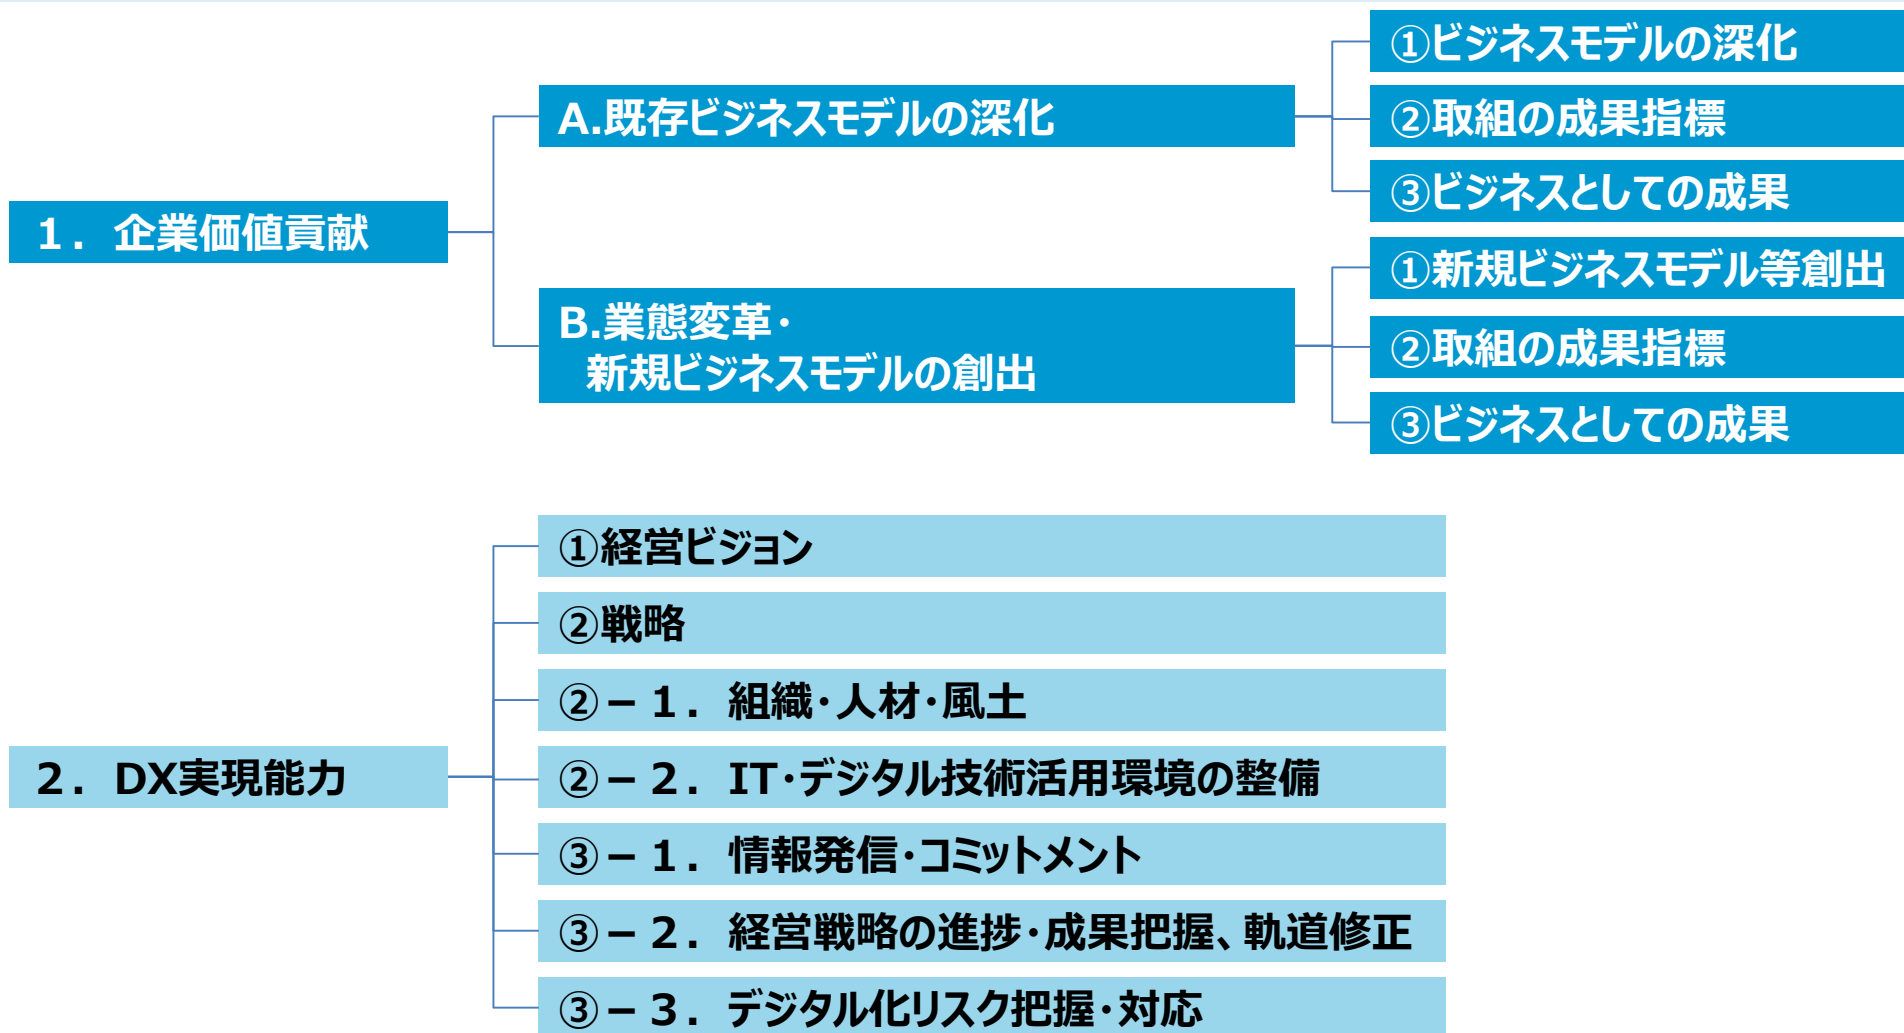 1. 企業価値貢献
A.既存ビジネスモデルの深化
①ビジネスモデルの深化
②取組の成果指標
③ビジネスとしての成果
B.業態変革・
新規ビジネスモデルの創出
①新規ビジネスモデル等創出
②取組の成果指標
③ビジネスとしての成果
2. DX実現能力
①経営ビジョン
②戦略
②－1. 組織・人材・風土
②－2. IT・デジタル技術活用環境の整備
③－1. 情報発信・コミットメント
③－2. 経営戦略の進捗・成果把握、軌道修正
③－3. デジタル化リスク把握・対応